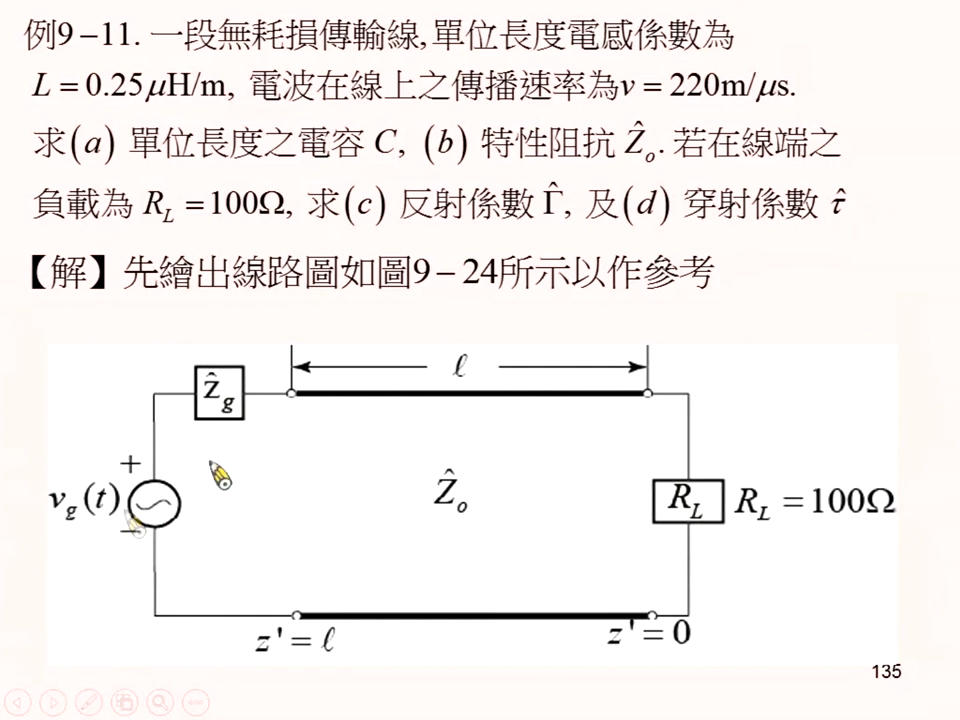 例9－11. 一段無耗損傳輸線,單位長度電感係數為
L = 0.25μH/m, 電波在線上之傳播速率為v = 220m/μs.
求(a) 單位長度之電容 C, (b) 特性阻抗 Ẑₒ. 若在線端之
負載為 R_L = 100Ω, 求(c) 反射係數 Γ̂, 及(d) 穿射係數 τ̂
【解】先繪出線路圖如圖9－24所示以作參考
ℓ
Ẑg
+
v_g(t)
−
Ẑₒ
R_L R_L = 100Ω
z' = ℓ
z' = 0
135